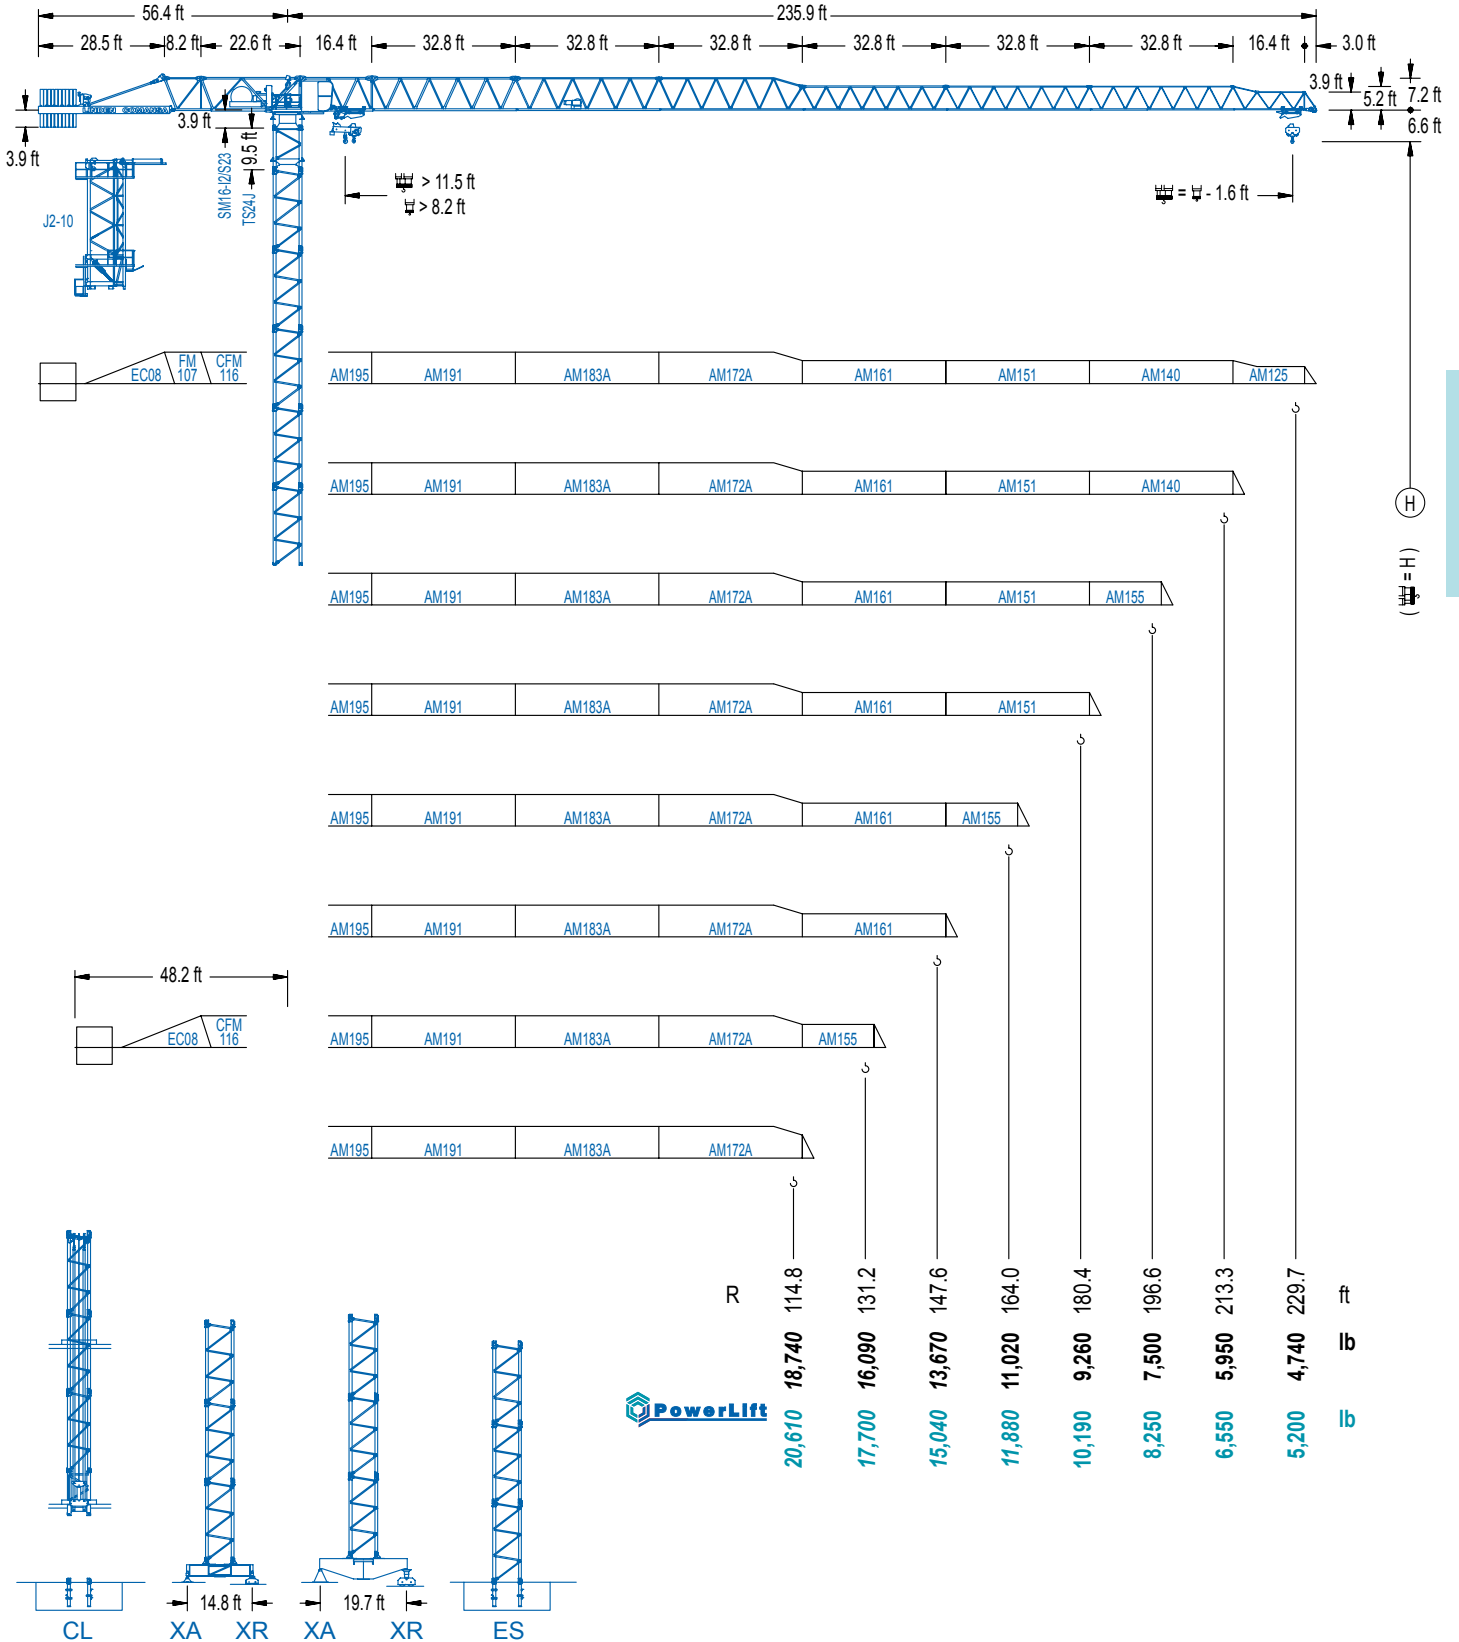 56.4 ft 235.9 ft
28.5 ft 8.2 ft 22.6 ft 16.4 ft 32.8 ft 32.8 ft 32.8 ft 32.8 ft 32.8 ft 32.8 ft 16.4 ft 3.0 ft
LINDEN COMANSA
3.9 ft
5.2 ft
7.2 ft
6.6 ft
3.9 ft
3.9 ft
9.5 ft
SM16-I2/S23
TS24J
J2-10
> 11.5 ft
> 8.2 ft
= - 1.6 ft
EC08 FM 107 CFM 116 AM195 AM191 AM183A AM172A AM161 AM151 AM140 AM125
AM195 AM191 AM183A AM172A AM161 AM151 AM140
H
( = H )
AM195 AM191 AM183A AM172A AM161 AM151 AM155
AM195 AM191 AM183A AM172A AM161 AM151
AM195 AM191 AM183A AM172A AM161 AM155
AM195 AM191 AM183A AM172A AM161
48.2 ft
EC08 CFM 116 AM195 AM191 AM183A AM172A AM155
AM195 AM191 AM183A AM172A
R 114.8 131.2 147.6 164.0 180.4 196.6 213.3 229.7 ft
18,740 16,090 13,670 11,020 9,260 7,500 5,950 4,740 lb
PowerLift 20,610 17,700 15,040 11,880 10,190 8,250 6,550 5,200 lb
14.8 ft 19.7 ft
CL XA XR XA XR ES